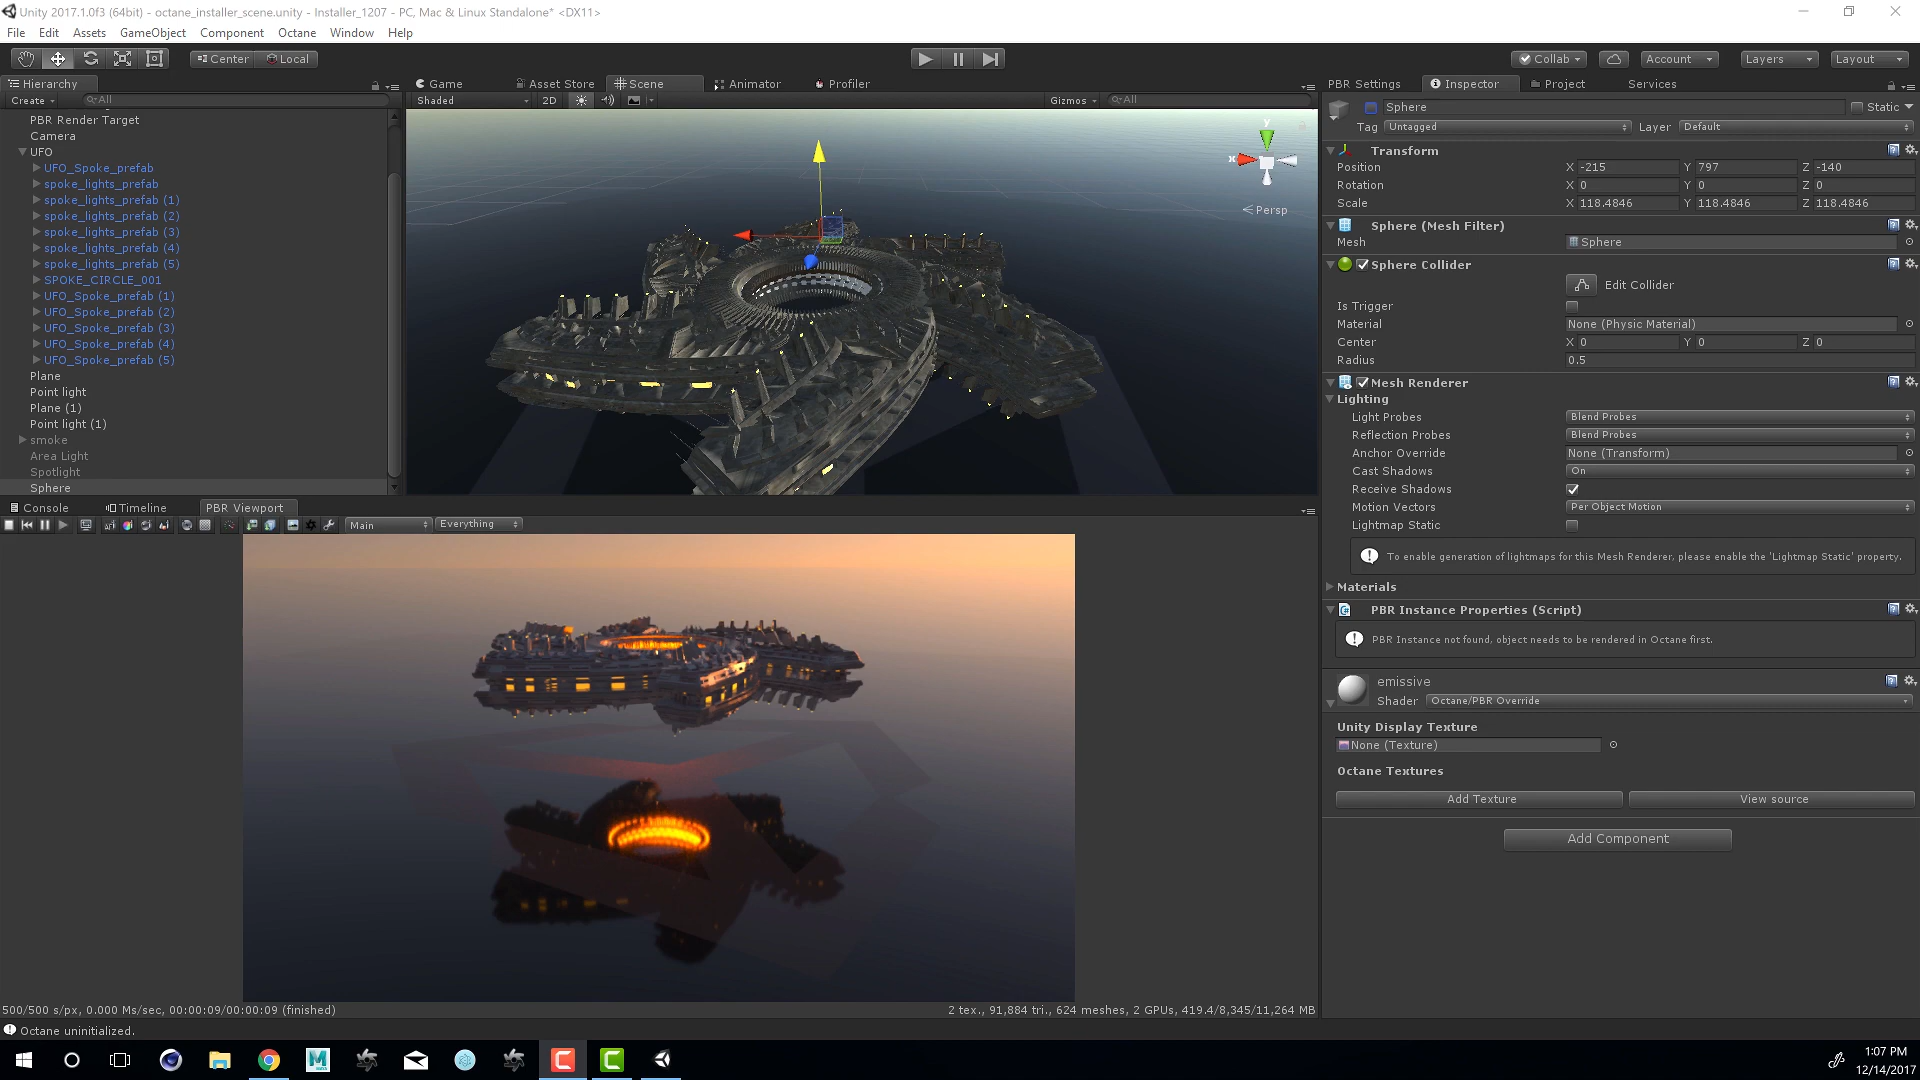 Unity 2017.1.0f3 (64bit) - octane_installer_scene.unity - Installer_1207 - PC, Mac & Linux Standalone* <DX11>
File Edit Assets GameObject Component Octane Window Help
Center Local Collab Account Layers Layout
Hierarchy
Create All
PBR Render Target
Camera
UFO
UFO_Spoke_prefab
spoke_lights_prefab
spoke_lights_prefab (1)
spoke_lights_prefab (2)
spoke_lights_prefab (3)
spoke_lights_prefab (4)
spoke_lights_prefab (5)
SPOKE_CIRCLE_001
UFO_Spoke_prefab (1)
UFO_Spoke_prefab (2)
UFO_Spoke_prefab (3)
UFO_Spoke_prefab (4)
UFO_Spoke_prefab (5)
Plane
Point light
Plane (1)
Point light (1)
smoke
Area Light
Spotlight
Sphere
Game Asset Store Scene Animator Profiler
Shaded 2D Gizmos All
y
x
Persp
Console Timeline PBR Viewport
Main Everything
500/500 s/px, 0.000 Ms/sec, 00:00:09/00:00:09 (finished)
2 tex., 91,884 tri., 624 meshes, 2 GPUs, 419.4/8,345/11,264 MB
Octane uninitialized.
PBR Settings Inspector Project Services
Sphere Static
Tag Untagged Layer Default
Transform
Position X -215 Y 797 Z -140
Rotation X 0 Y 0 Z 0
Scale X 118.4846 Y 118.4846 Z 118.4846
Sphere (Mesh Filter)
Mesh Sphere
Sphere Collider
Edit Collider
Is Trigger
Material None (Physic Material)
Center X 0 Y 0 Z 0
Radius 0.5
Mesh Renderer
Lighting
Light Probes Blend Probes
Reflection Probes Blend Probes
Anchor Override None (Transform)
Cast Shadows On
Receive Shadows
Motion Vectors Per Object Motion
Lightmap Static
To enable generation of lightmaps for this Mesh Renderer, please enable the 'Lightmap Static' property.
Materials
PBR Instance Properties (Script)
PBR Instance not found, object needs to be rendered in Octane first.
emissive
Shader Octane/PBR Override
Unity Display Texture
None (Texture)
Octane Textures
Add Texture View source
Add Component
M
C C
1:07 PM
12/14/2017